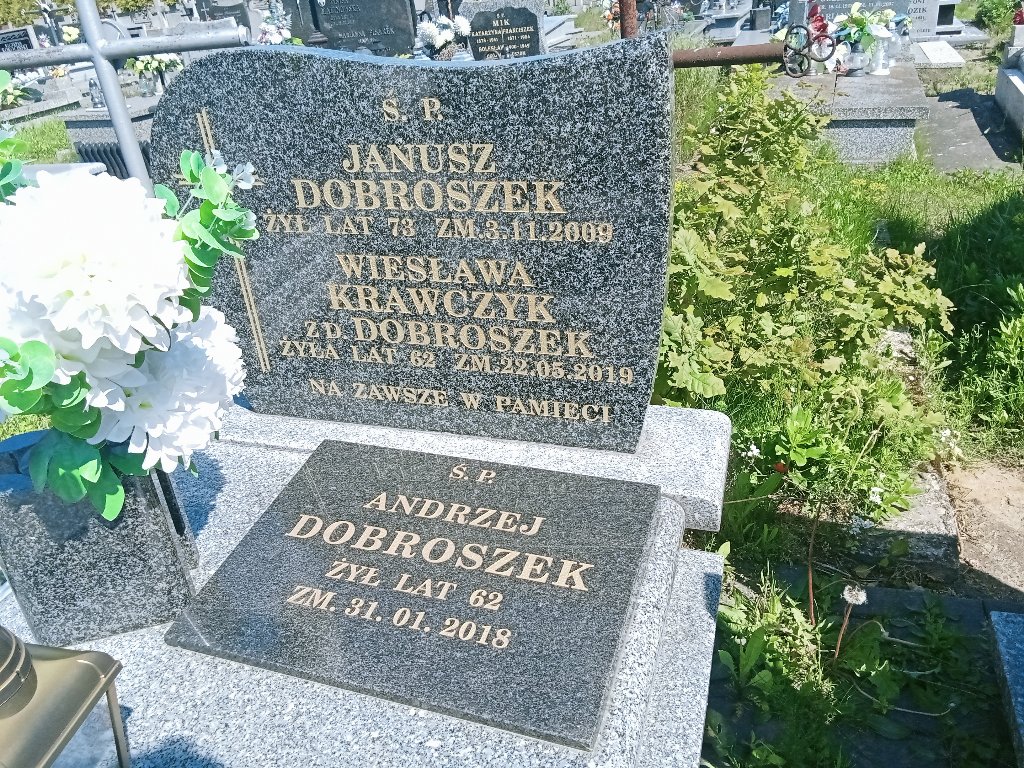 Ś. P.
JANUSZ
DOBROSZEK
ŻYŁ LAT 73 ZM.3.11.2009
WIESŁAWA
KRAWCZYK
Z D. DOBROSZEK
ŻYŁA LAT 62 ZM.22.05.2019
NA ZAWSZE W PAMIĘCI
Ś. P.
ANDRZEJ
DOBROSZEK
ŻYŁ LAT 62
ZM. 31. 01. 2018